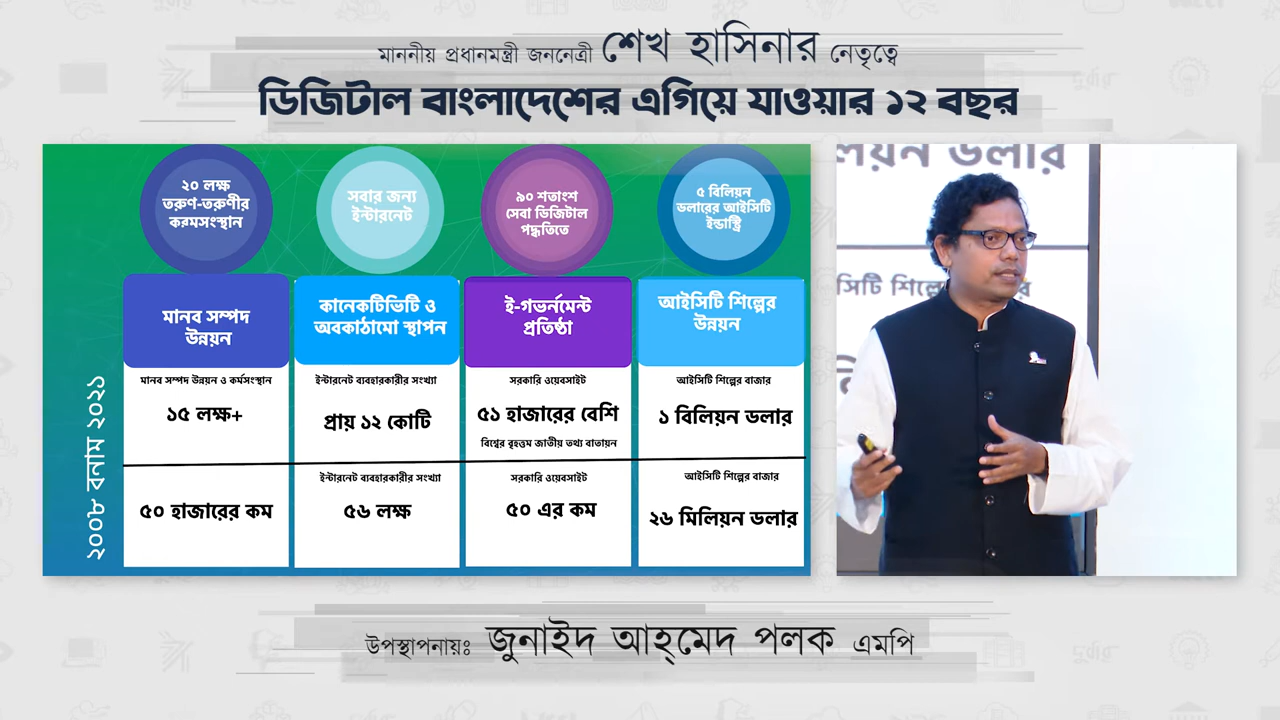 মাননীয় প্রধানমন্ত্রী জননেত্রী শেখ হাসিনার নেতৃত্বে
ডিজিটাল বাংলাদেশের এগিয়ে যাওয়ার ১২ বছর
২০ লক্ষ
তরুণ-তরুণীর
করমসংস্থান
সবার জন্য
ইন্টারনেট
৯০ শতাংশ
সেবা ডিজিটাল
পদ্ধতিতে
৫ বিলিয়ন
ডলারের আইসিটি
ইন্ডাস্ট্রি
মানব সম্পদ
উন্নয়ন
কানেকটিভিটি ও
অবকাঠামো স্থাপন
ই-গভর্নমেন্ট
প্রতিষ্ঠা
আইসিটি শিল্পের
উন্নয়ন
২০০৮ বনাম ২০২১
মানব সম্পদ উন্নয়ন ও কর্মসংস্থান
১৫ লক্ষ+
ইন্টারনেট ব্যবহারকারীর সংখ্যা
প্রায় ১২ কোটি
সরকারি ওয়েবসাইট
৫১ হাজারের বেশি
বিশ্বের বৃহত্তম জাতীয় তথ্য বাতায়ন
আইসিটি শিল্পের বাজার
১ বিলিয়ন ডলার
৫০ হাজারের কম
ইন্টারনেট ব্যবহারকারীর সংখ্যা
৫৬ লক্ষ
সরকারি ওয়েবসাইট
৫০ এর কম
আইসিটি শিল্পের বাজার
২৬ মিলিয়ন ডলার
লিয়ন ডলার
সিটি শিল্পে
উপস্থাপনায়ঃ জুনাইদ আহ্‌মেদ পলক এমপি